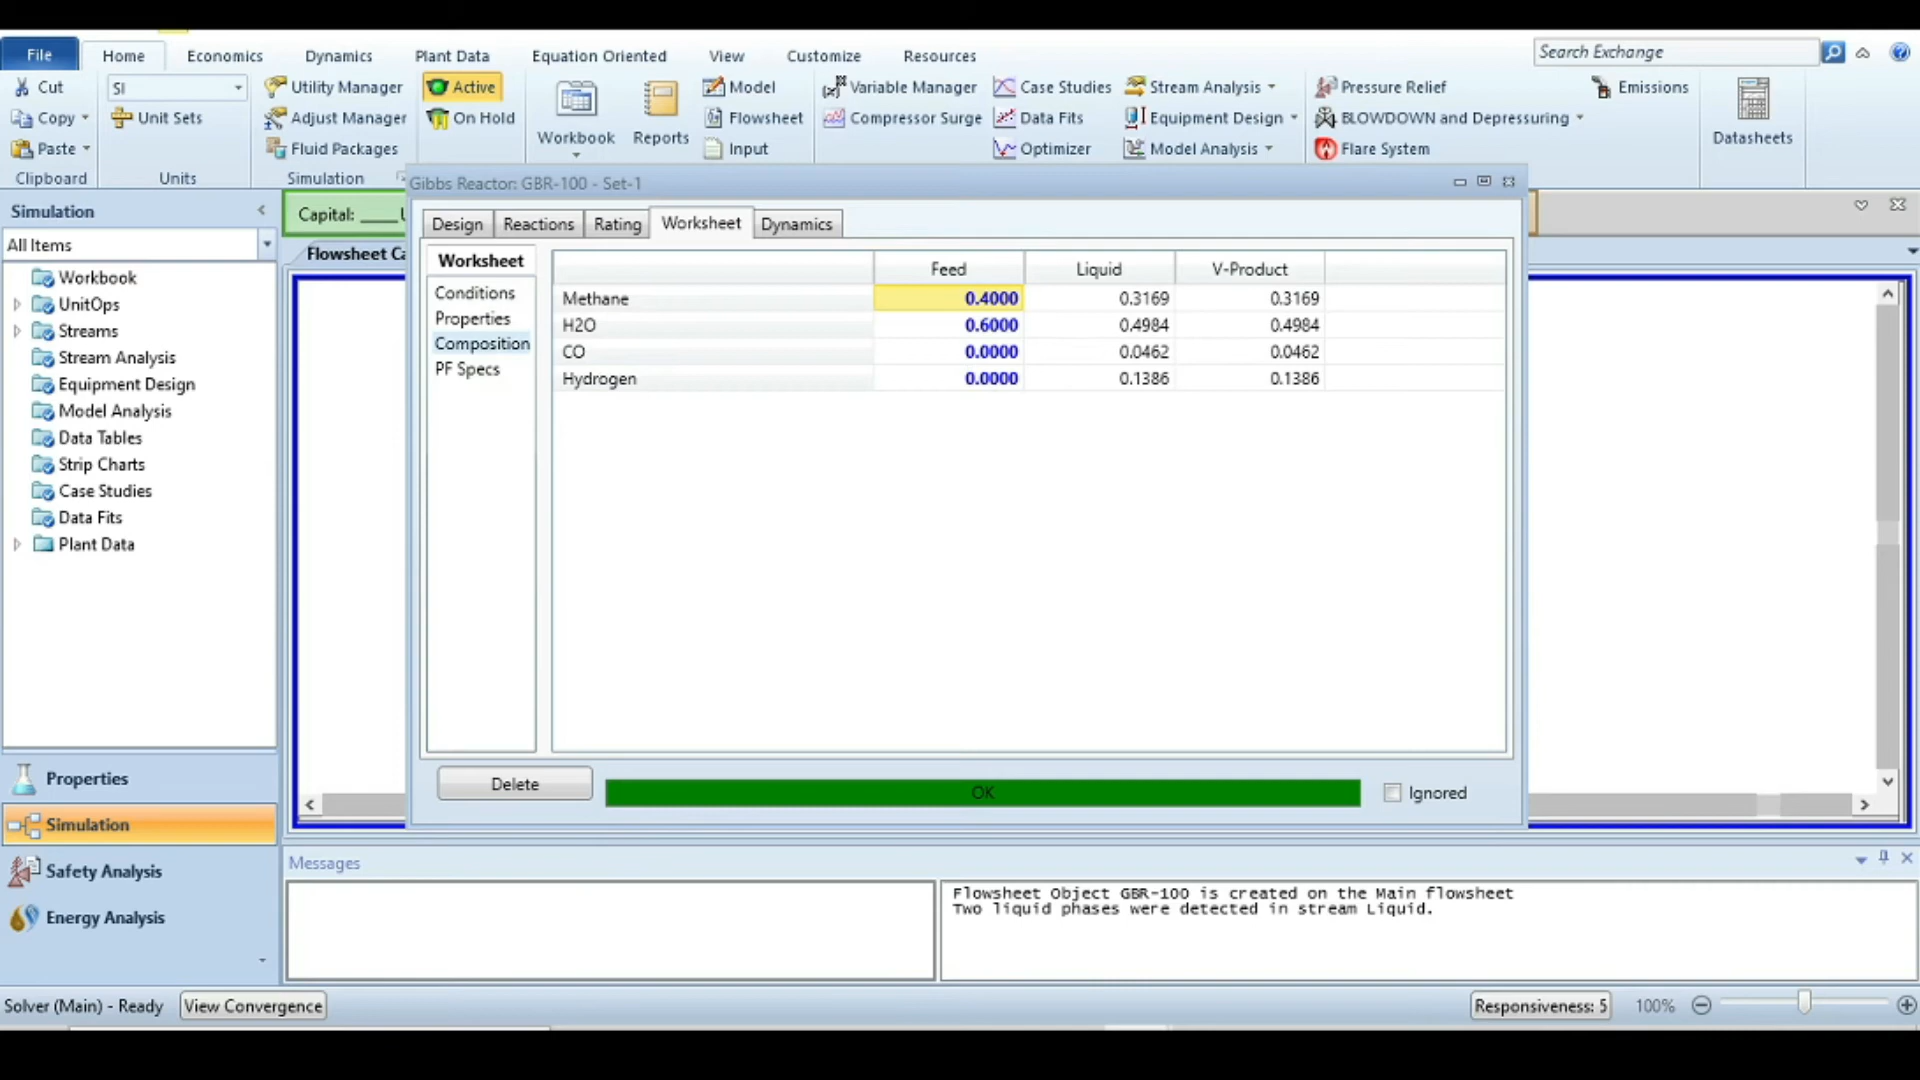 File Home Economics Dynamics Plant Data Equation Oriented View Customize Resources Search Exchange
Cut SI Utility Manager Active Model Variable Manager Case Studies Stream Analysis Pressure Relief Emissions
Copy Unit Sets Adjust Manager On Hold Workbook Reports Flowsheet Compressor Surge Data Fits Equipment Design BLOWDOWN and Depressuring Datasheets
Paste Fluid Packages Input Optimizer Model Analysis Flare System
Clipboard Units Simulation
Gibbs Reactor: GBR-100 - Set-1
Simulation
Capital: ____
All Items
Flowsheet Ca
Workbook
UnitOps
Streams
Stream Analysis
Equipment Design
Model Analysis
Data Tables
Strip Charts
Case Studies
Data Fits
Plant Data
Properties
Simulation
Safety Analysis
Energy Analysis
Design Reactions Rating Worksheet Dynamics
Worksheet
Conditions
Properties
Composition
PF Specs
Feed Liquid V-Product
Methane 0.4000 0.3169 0.3169
H2O 0.6000 0.4984 0.4984
CO 0.0000 0.0462 0.0462
Hydrogen 0.0000 0.1386 0.1386
Delete OK Ignored
Messages
Flowsheet Object GBR-100 is created on the Main flowsheet
Two liquid phases were detected in stream Liquid.
Solver (Main) - Ready View Convergence Responsiveness: 5 100%